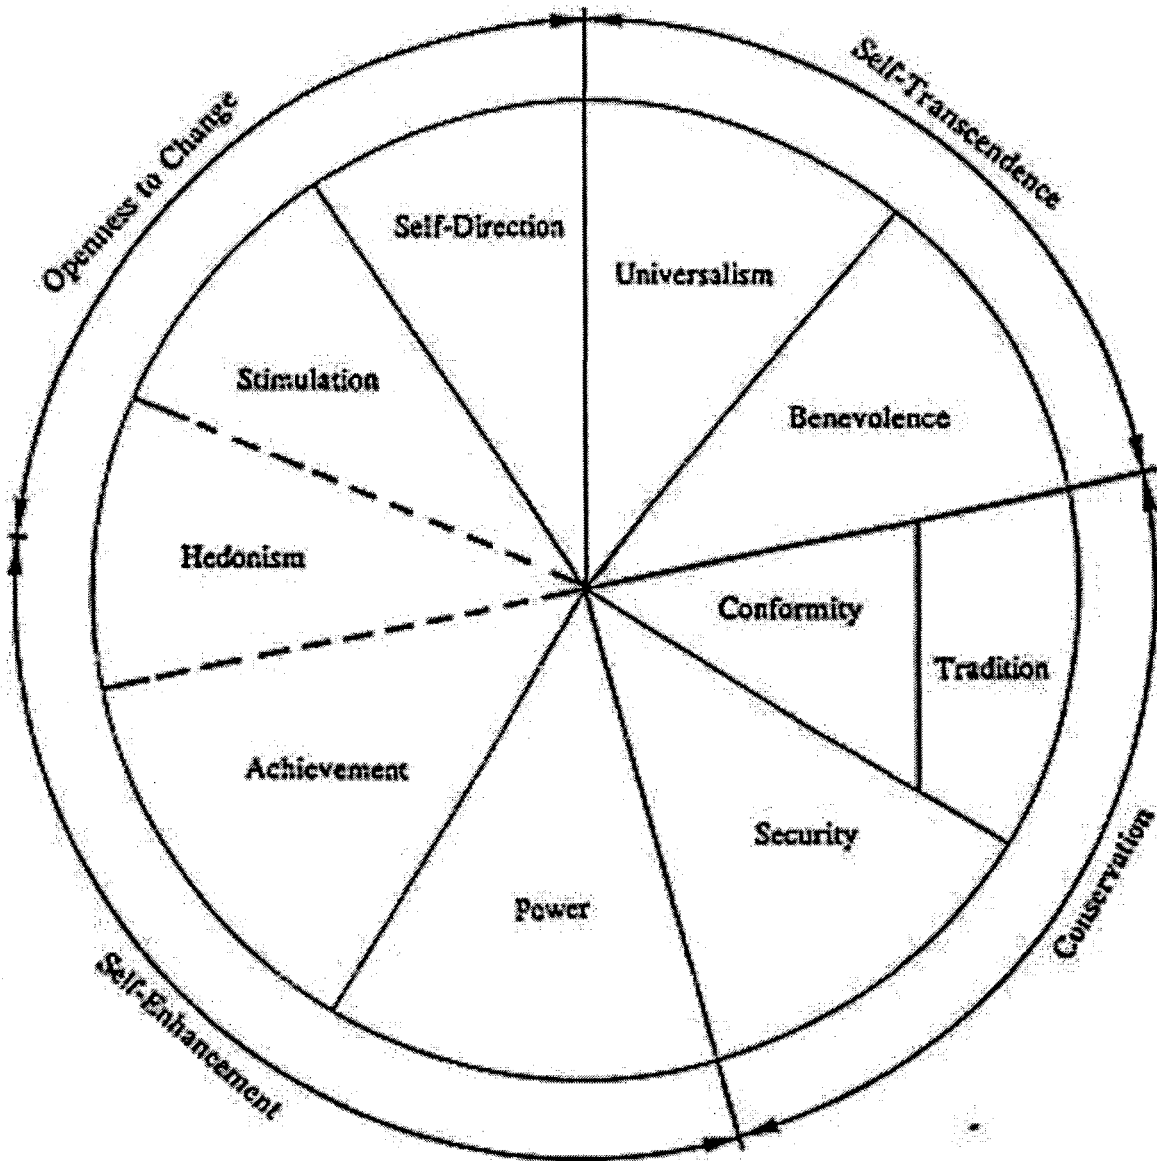 Self-Transcendence
Openness to Change
Self-Direction
Universalism
Stimulation
Benevolence
Hedonism
Conformity
Tradition
Achievement
Security
Power
Conservation
Self-Enhancement